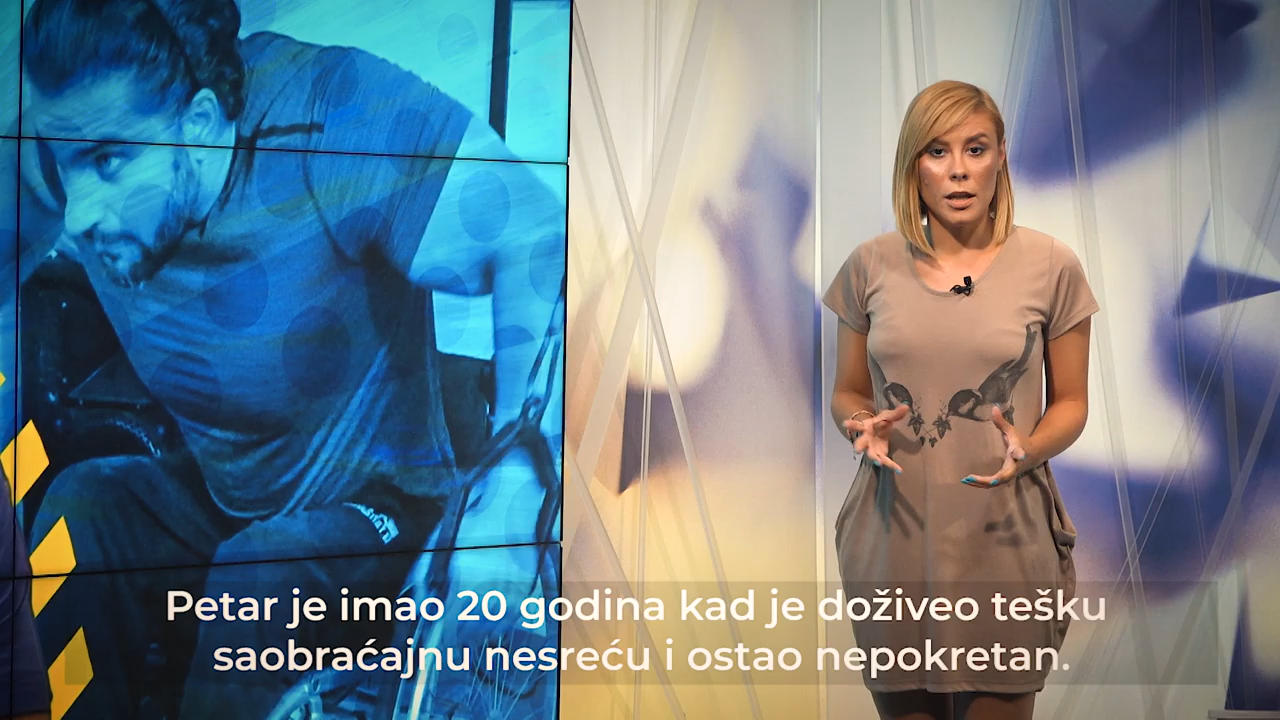 Petar je imao 20 godina kad je doživeo tešku
saobraćajnu nesreću i ostao nepokretan.